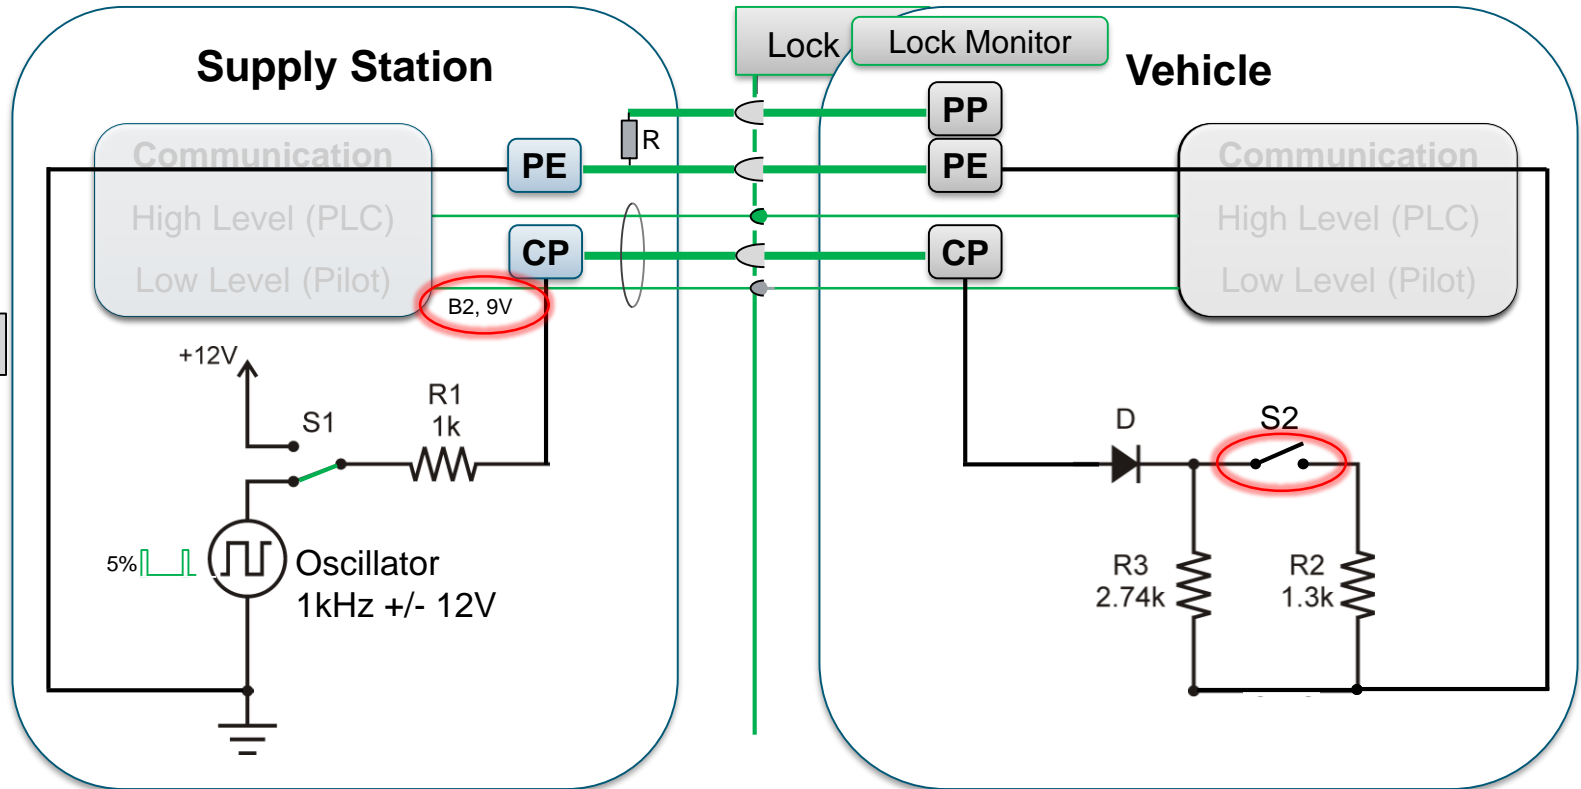 Supply Station
Lock
Lock Monitor
Vehicle
PP
R
Communication
PE
PE
Communication
High Level (PLC)
High Level (PLC)
CP
CP
Low Level (Pilot)
Low Level (Pilot)
B2, 9V
+12V
R1
1k
S1
D
S2
5%
Oscillator
1kHz +/- 12V
R3
2.74k
R2
1.3k